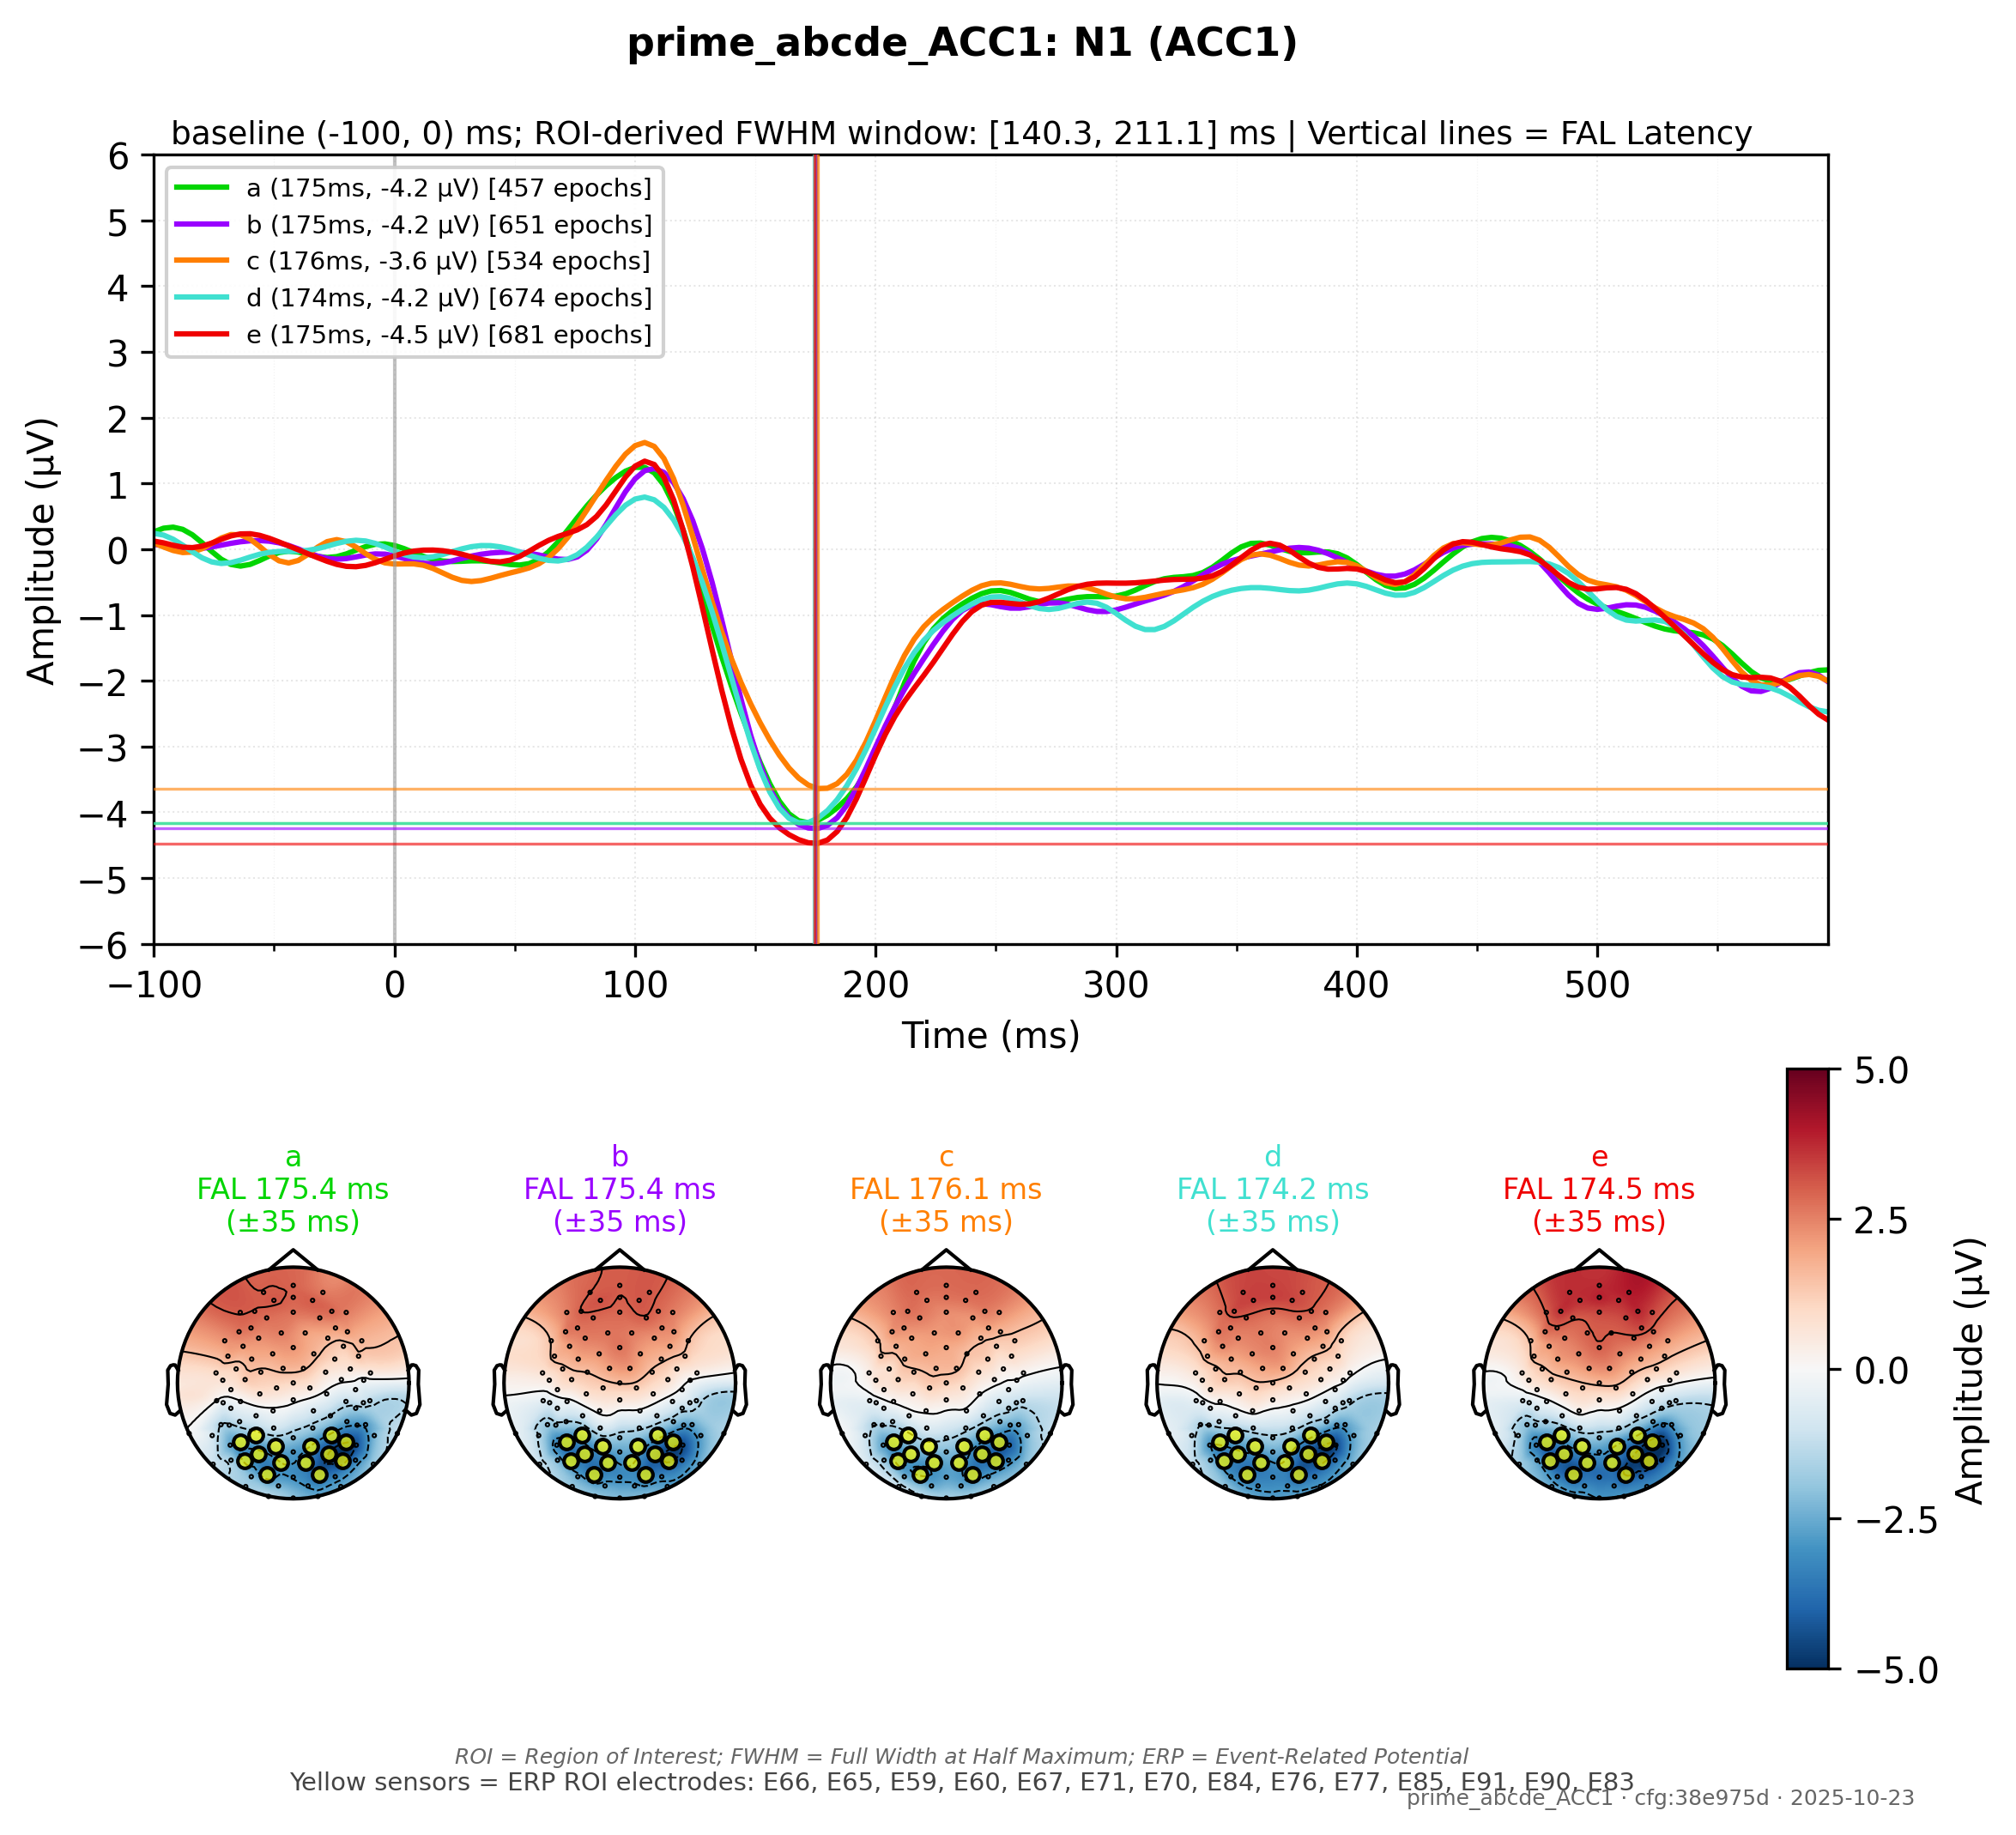 prime_abcde_ACC1: N1 (ACC1)
baseline (-100, 0) ms; ROI-derived FWHM window: [140.3, 211.1] ms | Vertical lines = FAL Latency
a (175ms, -4.2 μV) [457 epochs]
b (175ms, -4.2 μV) [651 epochs]
c (176ms, -3.6 μV) [534 epochs]
d (174ms, -4.2 μV) [674 epochs]
e (175ms, -4.5 μV) [681 epochs]
Amplitude (μV)
6
5
4
3
2
1
0
−1
−2
−3
−4
−5
−6
−100 0 100 200 300 400 500
Time (ms)
a b c d e
FAL 175.4 ms FAL 175.4 ms FAL 176.1 ms FAL 174.2 ms FAL 174.5 ms
(±35 ms) (±35 ms) (±35 ms) (±35 ms) (±35 ms)
5.0
2.5
0.0
−2.5
−5.0
Amplitude (μV)
ROI = Region of Interest; FWHM = Full Width at Half Maximum; ERP = Event-Related Potential
Yellow sensors = ERP ROI electrodes: E66, E65, E59, E60, E67, E71, E70, E84, E76, E77, E85, E91, E90, E83
prime_abcde_ACC1 · cfg:38e975d · 2025-10-23